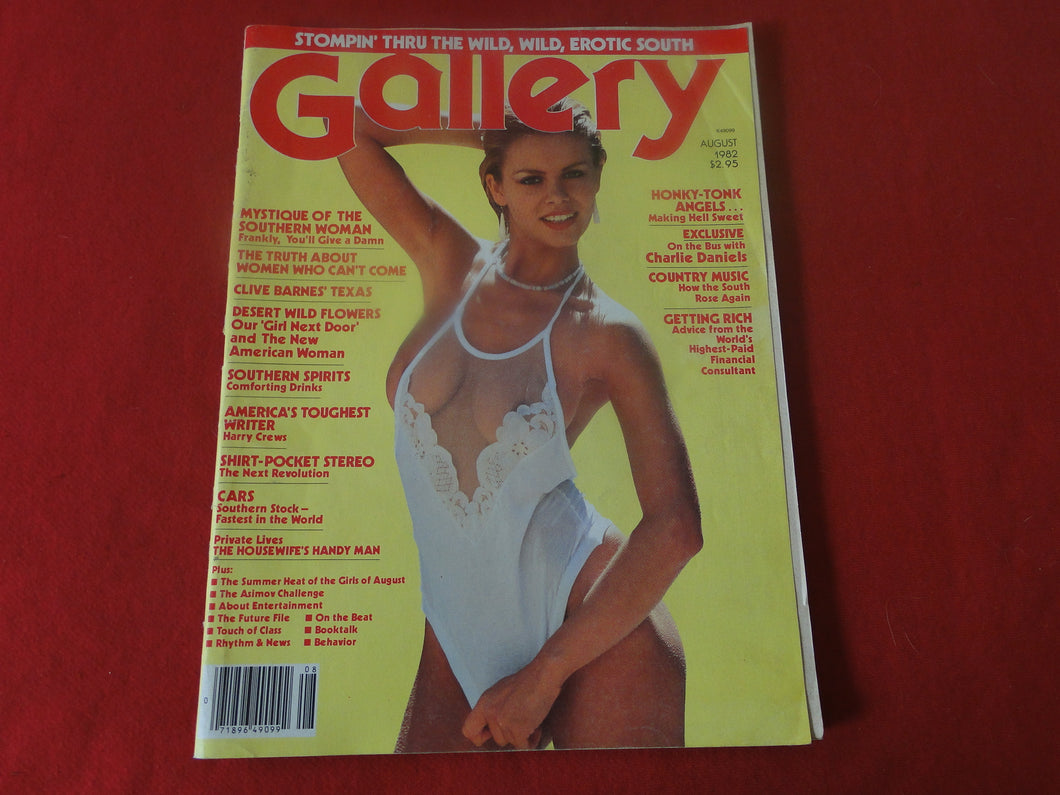 STOMPIN' THRU THE WILD, WILD, EROTIC SOUTH
Gallery
K49099
AUGUST
1982
$2.95
MYSTIQUE OF THE
SOUTHERN WOMAN
Frankly, You'll Give a Damn
THE TRUTH ABOUT
WOMEN WHO CAN'T COME
CLIVE BARNES' TEXAS
DESERT WILD FLOWERS
Our 'Girl Next Door'
and The New
American Woman
SOUTHERN SPIRITS
Comforting Drinks
AMERICA'S TOUGHEST
WRITER
Harry Crews
SHIRT-POCKET STEREO
The Next Revolution
CARS
Southern Stock –
Fastest in the World
Private Lives
THE HOUSEWIFE'S HANDY MAN
Plus:
■ The Summer Heat of the Girls of August
■ The Asimov Challenge
■ About Entertainment
■ The Future File ■ On the Beat
■ Touch of Class ■ Booktalk
■ Rhythm & News ■ Behavior
HONKY-TONK
ANGELS . . .
Making Hell Sweet
EXCLUSIVE
On the Bus with
Charlie Daniels
COUNTRY MUSIC
How the South
Rose Again
GETTING RICH
Advice from the
World's
Highest-Paid
Financial
Consultant
08
0 71896 49099